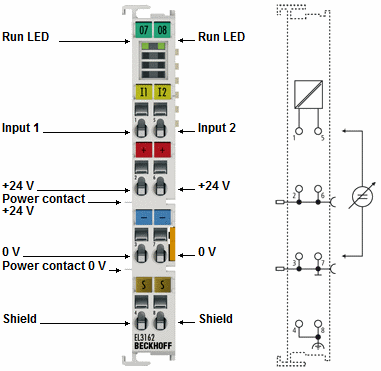 07 08
Run LED Run LED
I1 I2
Input 1 Input 2
+ +
+24 V +24 V
Power contact
+24 V
- -
0 V 0 V
Power contact 0 V
S S
Shield Shield
EL3162
BECKHOFF
1 5
2 6
3 7
4 8